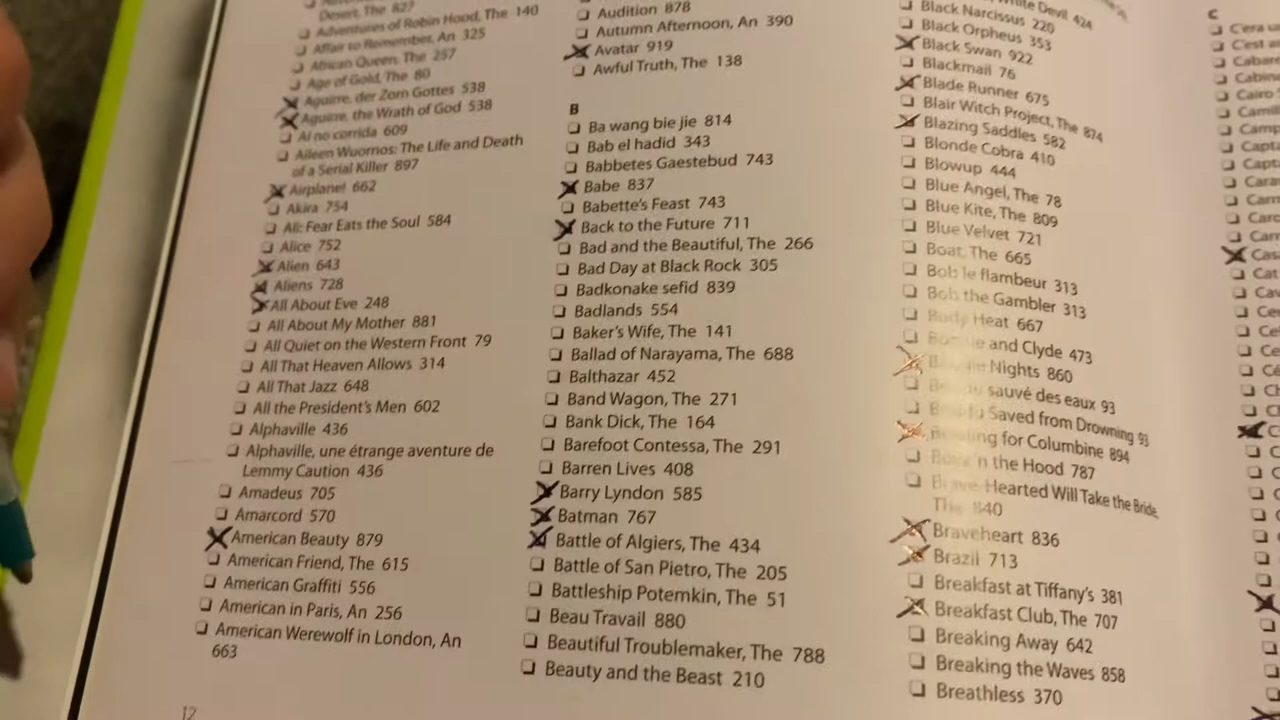 Desert, The 827
Adventures of Robin Hood, The 140
Affair to Remember, An 325
African Queen, The 257
Age of Gold, The 80
Aguirre, der Zorn Gottes 538
Aguirre, the Wrath of God 538
Ai no corrida 609
Aileen Wuornos: The Life and Death
of a Serial Killer 897
Airplane! 662
Akira 754
Ali: Fear Eats the Soul 584
Alice 752
Alien 643
Aliens 728
All About Eve 248
All About My Mother 881
All Quiet on the Western Front 79
All That Heaven Allows 314
All That Jazz 648
All the President's Men 602
Alphaville 436
Alphaville, une étrange aventure de
Lemmy Caution 436
Amadeus 705
Amarcord 570
American Beauty 879
American Friend, The 615
American Graffiti 556
American in Paris, An 256
American Werewolf in London, An
663
12
Audition 878
Autumn Afternoon, An 390
Avatar 919
Awful Truth, The 138
B
Ba wang bie jie 814
Bab el hadid 343
Babbetes Gaestebud 743
Babe 837
Babette's Feast 743
Back to the Future 711
Bad and the Beautiful, The 266
Bad Day at Black Rock 305
Badkonake sefid 839
Badlands 554
Baker's Wife, The 141
Ballad of Narayama, The 688
Balthazar 452
Band Wagon, The 271
Bank Dick, The 164
Barefoot Contessa, The 291
Barren Lives 408
Barry Lyndon 585
Batman 767
Battle of Algiers, The 434
Battle of San Pietro, The 205
Battleship Potemkin, The 51
Beau Travail 880
Beautiful Troublemaker, The 788
Beauty and the Beast 210
White Devil 424
Black Narcissus 220
Black Orpheus 353
Black Swan 922
Blackmail 76
Blade Runner 675
Blair Witch Project, The 874
Blazing Saddles 582
Blonde Cobra 410
Blowup 444
Blue Angel, The 78
Blue Kite, The 809
Blue Velvet 721
Boat, The 665
Bob le flambeur 313
Bob the Gambler 313
Body Heat 667
Bonnie and Clyde 473
Boogie Nights 860
Boudu sauvé des eaux 93
Boudu Saved from Drowning 93
Bowling for Columbine 894
Boyz 'n the Hood 787
Brave-Hearted Will Take the Bride,
The 840
Braveheart 836
Brazil 713
Breakfast at Tiffany's 381
Breakfast Club, The 707
Breaking Away 642
Breaking the Waves 858
Breathless 370
C